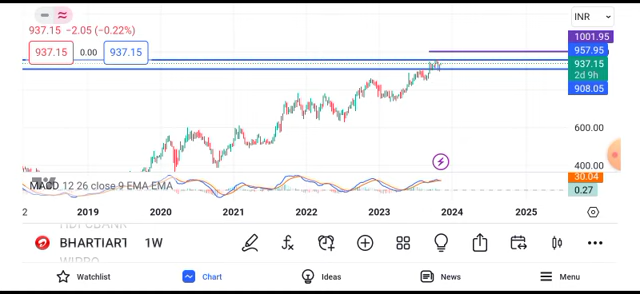 INR
937.15 −2.05 (−0.22%)
1001.95
937.15 0.00 937.15
957.95
937.15
2d 9h
908.05
600.00
400.00
MACD 12 26 close 9 EMA EMA
30.04
0.27
2 2019 2020 2021 2022 2023 2024 2025
BHARTIARTL 1W
WIPRO
Watchlist Chart Ideas News Menu